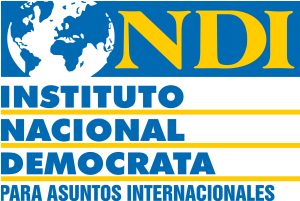 NDI
INSTITUTO
NACIONAL
DEMOCRATA
PARA ASUNTOS INTERNACIONALES